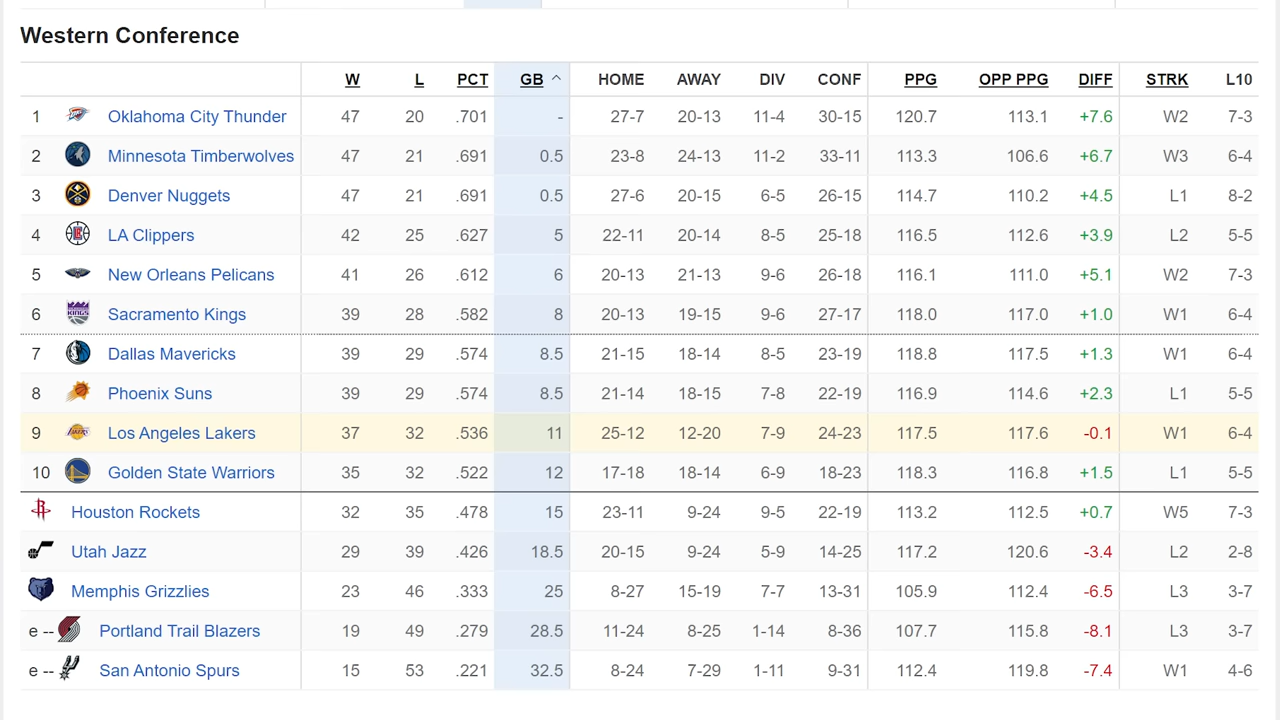 Western Conference
W L PCT GB HOME AWAY DIV CONF PPG OPP PPG DIFF STRK L10
1 Oklahoma City Thunder 47 20 .701 - 27-7 20-13 11-4 30-15 120.7 113.1 +7.6 W2 7-3
2 Minnesota Timberwolves 47 21 .691 0.5 23-8 24-13 11-2 33-11 113.3 106.6 +6.7 W3 6-4
3 Denver Nuggets 47 21 .691 0.5 27-6 20-15 6-5 26-15 114.7 110.2 +4.5 L1 8-2
4 LA Clippers 42 25 .627 5 22-11 20-14 8-5 25-18 116.5 112.6 +3.9 L2 5-5
5 New Orleans Pelicans 41 26 .612 6 20-13 21-13 9-6 26-18 116.1 111.0 +5.1 W2 7-3
6 KINGS Sacramento Kings 39 28 .582 8 20-13 19-15 9-6 27-17 118.0 117.0 +1.0 W1 6-4
7 Dallas Mavericks 39 29 .574 8.5 21-15 18-14 8-5 23-19 118.8 117.5 +1.3 W1 6-4
8 Phoenix Suns 39 29 .574 8.5 21-14 18-15 7-8 22-19 116.9 114.6 +2.3 L1 5-5
9 LAKERS Los Angeles Lakers 37 32 .536 11 25-12 12-20 7-9 24-23 117.5 117.6 -0.1 W1 6-4
10 Golden State Warriors 35 32 .522 12 17-18 18-14 6-9 18-23 118.3 116.8 +1.5 L1 5-5
Houston Rockets 32 35 .478 15 23-11 9-24 9-5 22-19 113.2 112.5 +0.7 W5 7-3
Utah Jazz 29 39 .426 18.5 20-15 9-24 5-9 14-25 117.2 120.6 -3.4 L2 2-8
Memphis Grizzlies 23 46 .333 25 8-27 15-19 7-7 13-31 105.9 112.4 -6.5 L3 3-7
e -- Portland Trail Blazers 19 49 .279 28.5 11-24 8-25 1-14 8-36 107.7 115.8 -8.1 L3 3-7
e -- San Antonio Spurs 15 53 .221 32.5 8-24 7-29 1-11 9-31 112.4 119.8 -7.4 W1 4-6